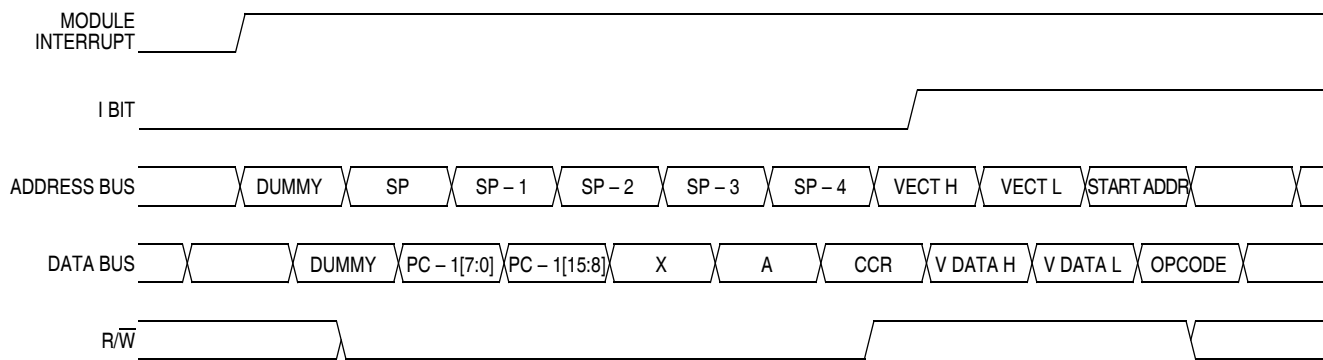 MODULE
INTERRUPT
I BIT
ADDRESS BUS DUMMY SP SP – 1 SP – 2 SP – 3 SP – 4 VECT H VECT L START ADDR
DATA BUS DUMMY PC – 1[7:0] PC – 1[15:8] X A CCR V DATA H V DATA L OPCODE
R/W̅